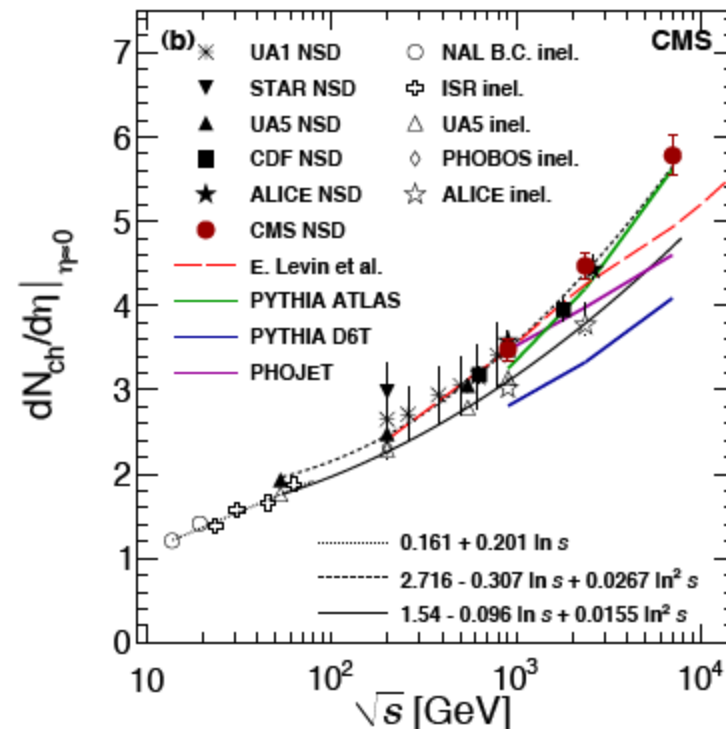 (b)
CMS
UA1 NSD
STAR NSD
UA5 NSD
CDF NSD
ALICE NSD
CMS NSD
E. Levin et al.
PYTHIA ATLAS
PYTHIA D6T
PHOJET
NAL B.C. inel.
ISR inel.
UA5 inel.
PHOBOS inel.
ALICE inel.
0.161 + 0.201 ln s
2.716 - 0.307 ln s + 0.0267 ln² s
1.54 - 0.096 ln s + 0.0155 ln² s
dN_ch/dη|_η≈0
7
6
5
4
3
2
1
0
10
10²
10³
10⁴
√s [GeV]